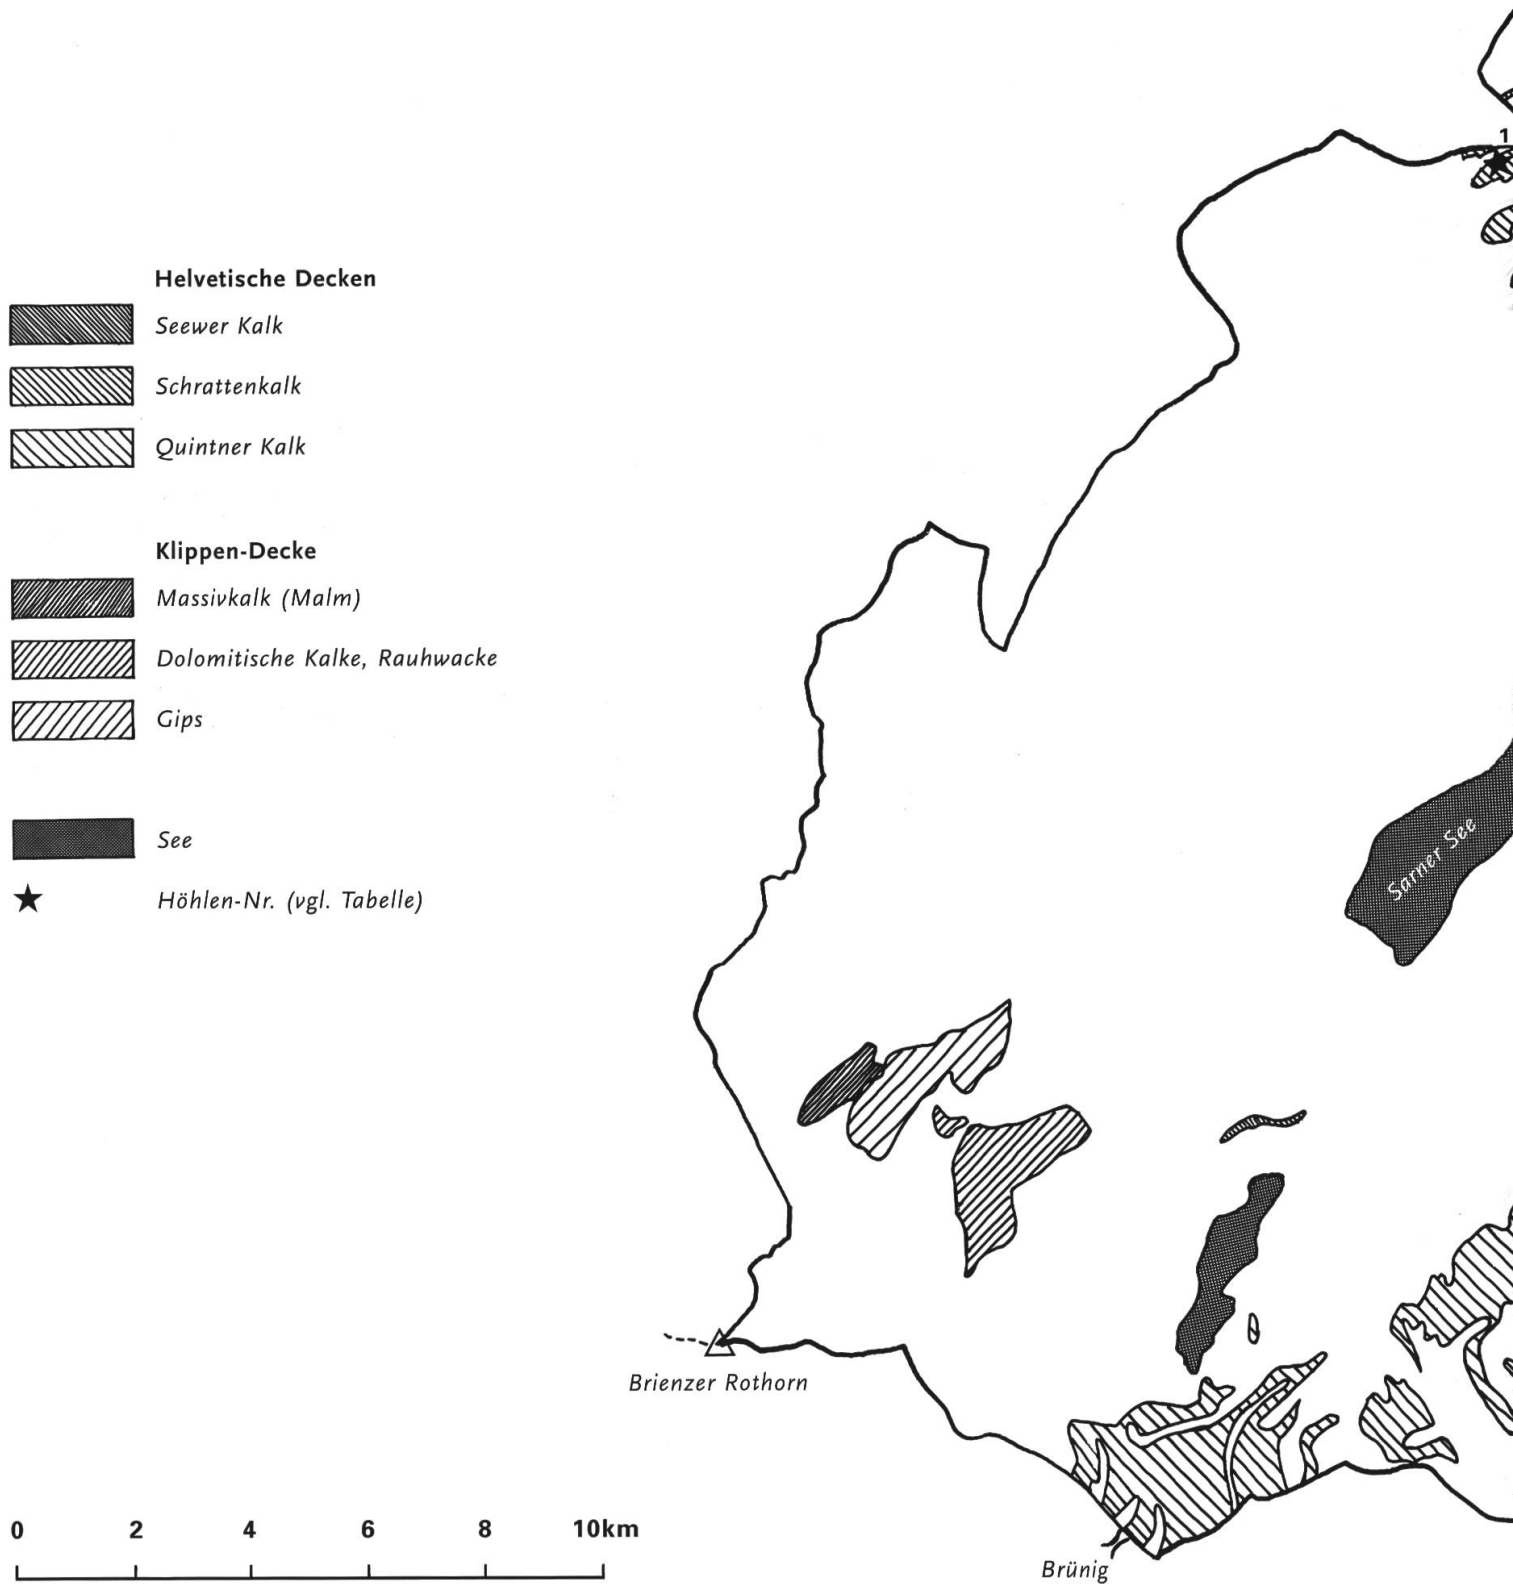 1
Helvetische Decken
Seewer Kalk
Schrattenkalk
Quintner Kalk
Klippen-Decke
Massivkalk (Malm)
Dolomitische Kalke, Rauhwacke
Gips
See
Höhlen-Nr. (vgl. Tabelle)
Sarner See
Brienzer Rothorn
Brünig
0 2 4 6 8 10km